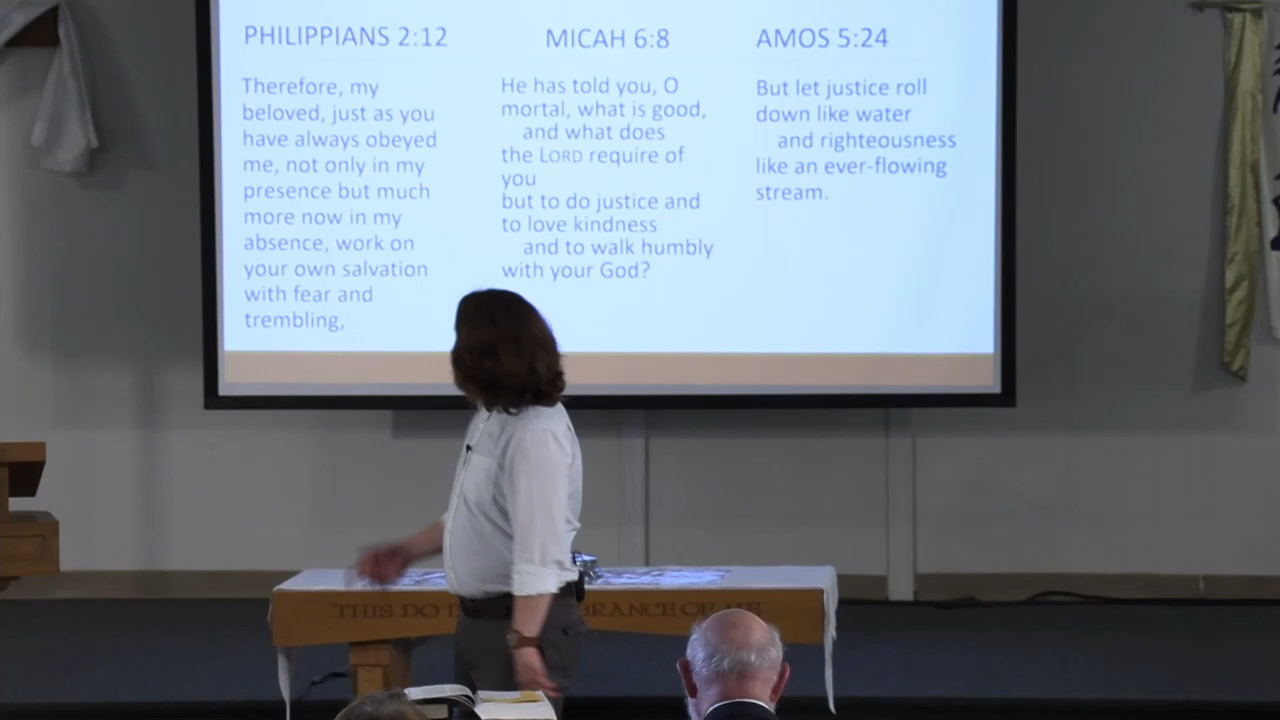 PHILIPPIANS 2:12
Therefore, my
beloved, just as you
have always obeyed
me, not only in my
presence but much
more now in my
absence, work on
your own salvation
with fear and
trembling,
MICAH 6:8
He has told you, O
mortal, what is good,
and what does
the LORD require of
you
but to do justice and
to love kindness
and to walk humbly
with your God?
AMOS 5:24
But let justice roll
down like water
and righteousness
like an ever-flowing
stream.
THIS DO OF ME